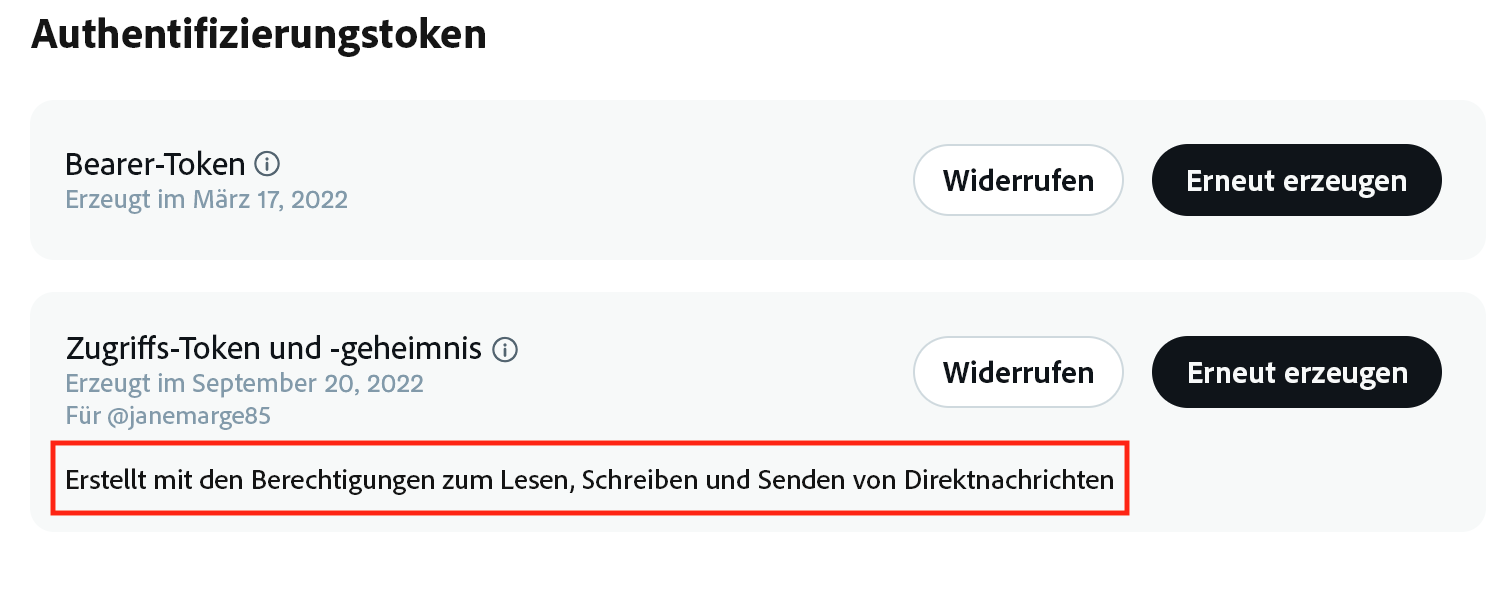 Authentifizierungstoken
Bearer-Token
Erzeugt im März 17, 2022
Widerrufen
Erneut erzeugen
Zugriffs-Token und -geheimnis
Erzeugt im September 20, 2022
Für @janemarge85
Widerrufen
Erneut erzeugen
Erstellt mit den Berechtigungen zum Lesen, Schreiben und Senden von Direktnachrichten